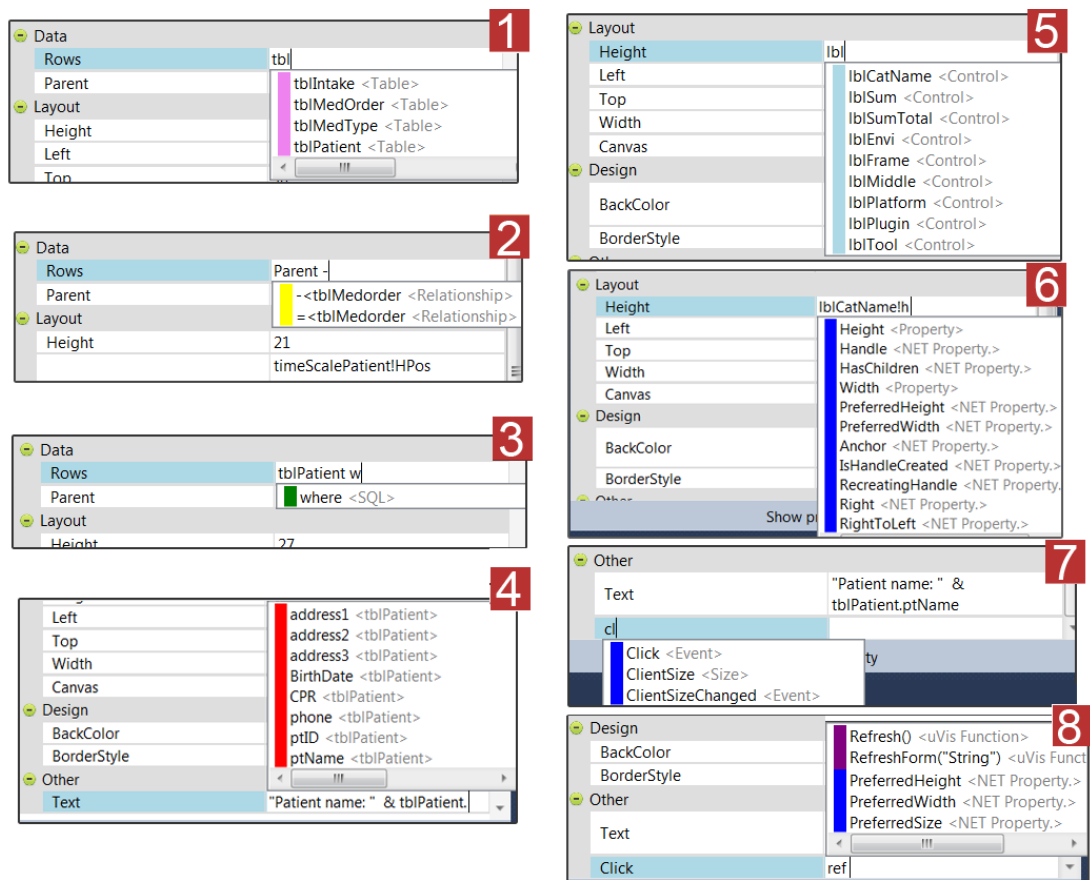 1
Data
Rows tbl
Parent
Layout
Height
Left
Top
tblIntake <Table>
tblMedOrder <Table>
tblMedType <Table>
tblPatient <Table>
2
Data
Rows Parent -
Parent
-<tblMedorder <Relationship>
=<tblMedorder <Relationship>
Layout
Height 21
timeScalePatient!HPos
3
Data
Rows tblPatient w
Parent
where <SQL>
Layout
Height 27
4
Left
Top
Width
Canvas
Design
BackColor
BorderStyle
Other
address1 <tblPatient>
address2 <tblPatient>
address3 <tblPatient>
BirthDate <tblPatient>
CPR <tblPatient>
phone <tblPatient>
ptID <tblPatient>
ptName <tblPatient>
Text "Patient name: " & tblPatient.
5
Layout
Height lbl
Left
Top
Width
Canvas
Design
BackColor
BorderStyle
lblCatName <Control>
lblSum <Control>
lblSumTotal <Control>
lblEnvi <Control>
lblFrame <Control>
lblMiddle <Control>
lblPlatform <Control>
lblPlugin <Control>
lblTool <Control>
6
Layout
Height lblCatName!h
Left
Top
Width
Canvas
Design
BackColor
BorderStyle
Other
Show pr
Height <Property>
Handle <NET Property.>
HasChildren <NET Property.>
Width <Property>
PreferredHeight <NET Property.>
PreferredWidth <NET Property.>
Anchor <NET Property.>
IsHandleCreated <NET Property.>
RecreatingHandle <NET Property.
Right <NET Property.>
RightToLeft <NET Property.>
7
Other
Text "Patient name: " &
tblPatient.ptName
cl
Click <Event>
ClientSize <Size>
ClientSizeChanged <Event>
ty
8
Design
BackColor
BorderStyle
Other
Text
Refresh() <uVis Function>
RefreshForm("String") <uVis Funct
PreferredHeight <NET Property.>
PreferredWidth <NET Property.>
PreferredSize <NET Property.>
Click ref